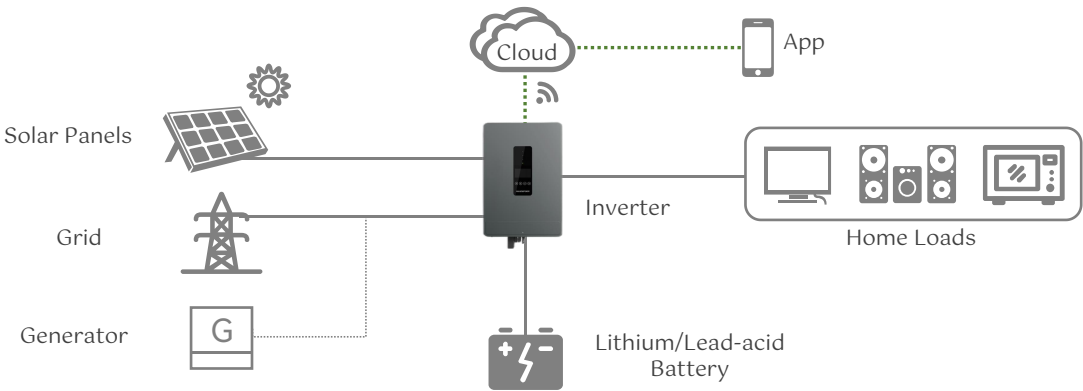 Cloud
App
Solar Panels
Inverter
Grid
Home Loads
Generator
G
Lithium/Lead-acid
Battery